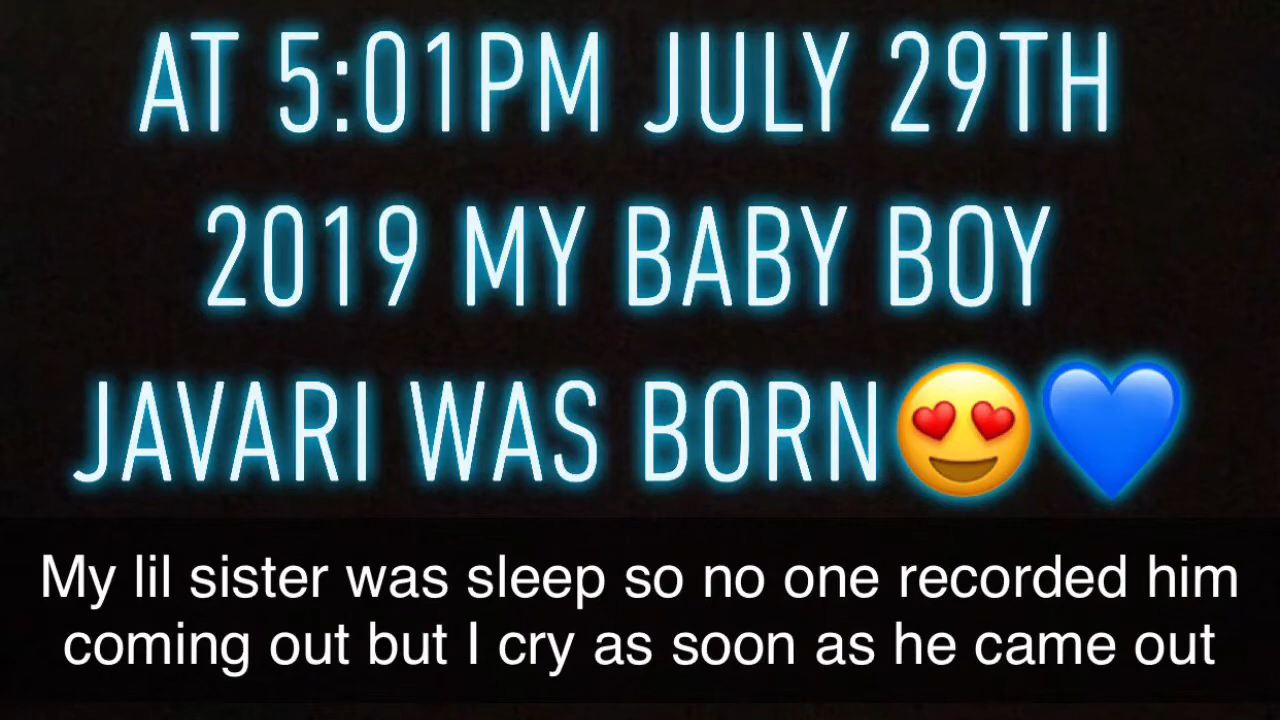 AT 5:01PM JULY 29TH
2019 MY BABY BOY
JAVARI WAS BORN😍💙
My lil sister was sleep so no one recorded him
coming out but I cry as soon as he came out